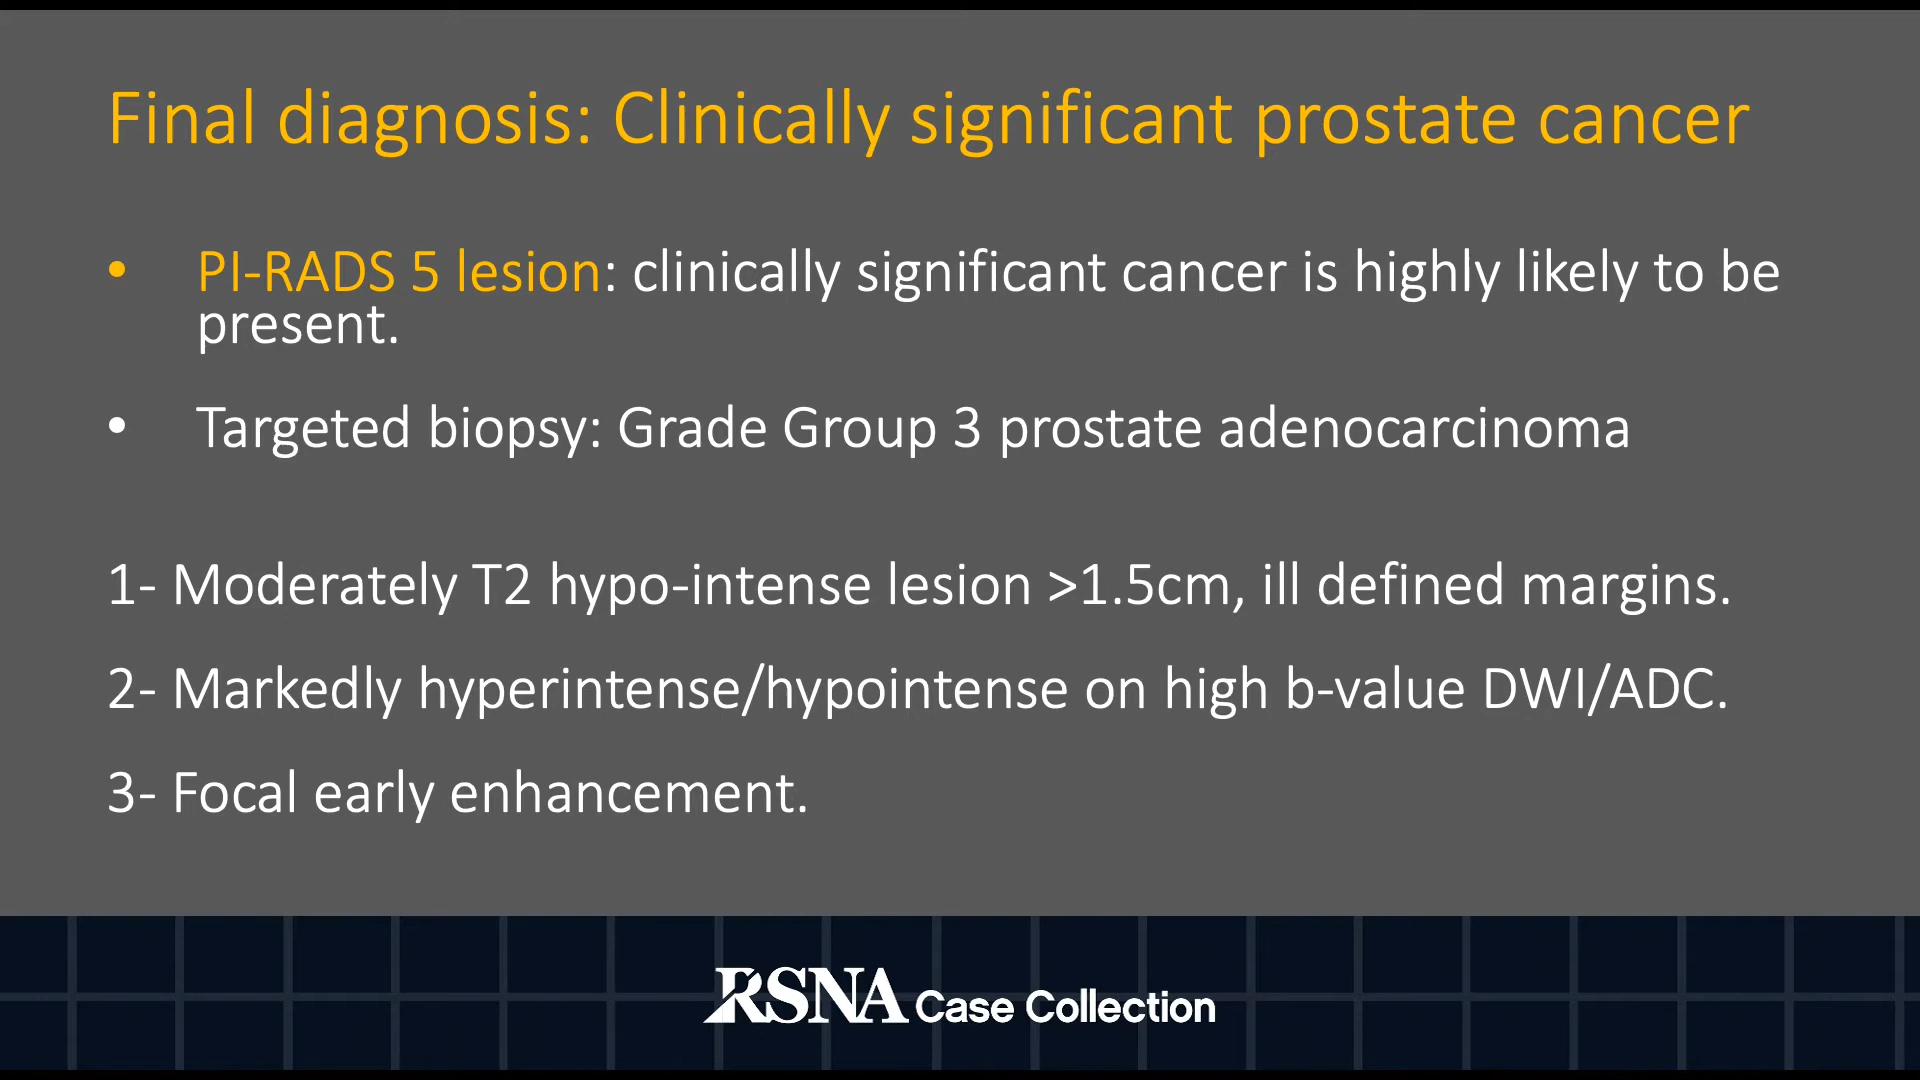 Final diagnosis: Clinically significant prostate cancer
• PI-RADS 5 lesion: clinically significant cancer is highly likely to be
present.
• Targeted biopsy: Grade Group 3 prostate adenocarcinoma
1- Moderately T2 hypo-intense lesion >1.5cm, ill defined margins.
2- Markedly hyperintense/hypointense on high b-value DWI/ADC.
3- Focal early enhancement.
RSNA Case Collection